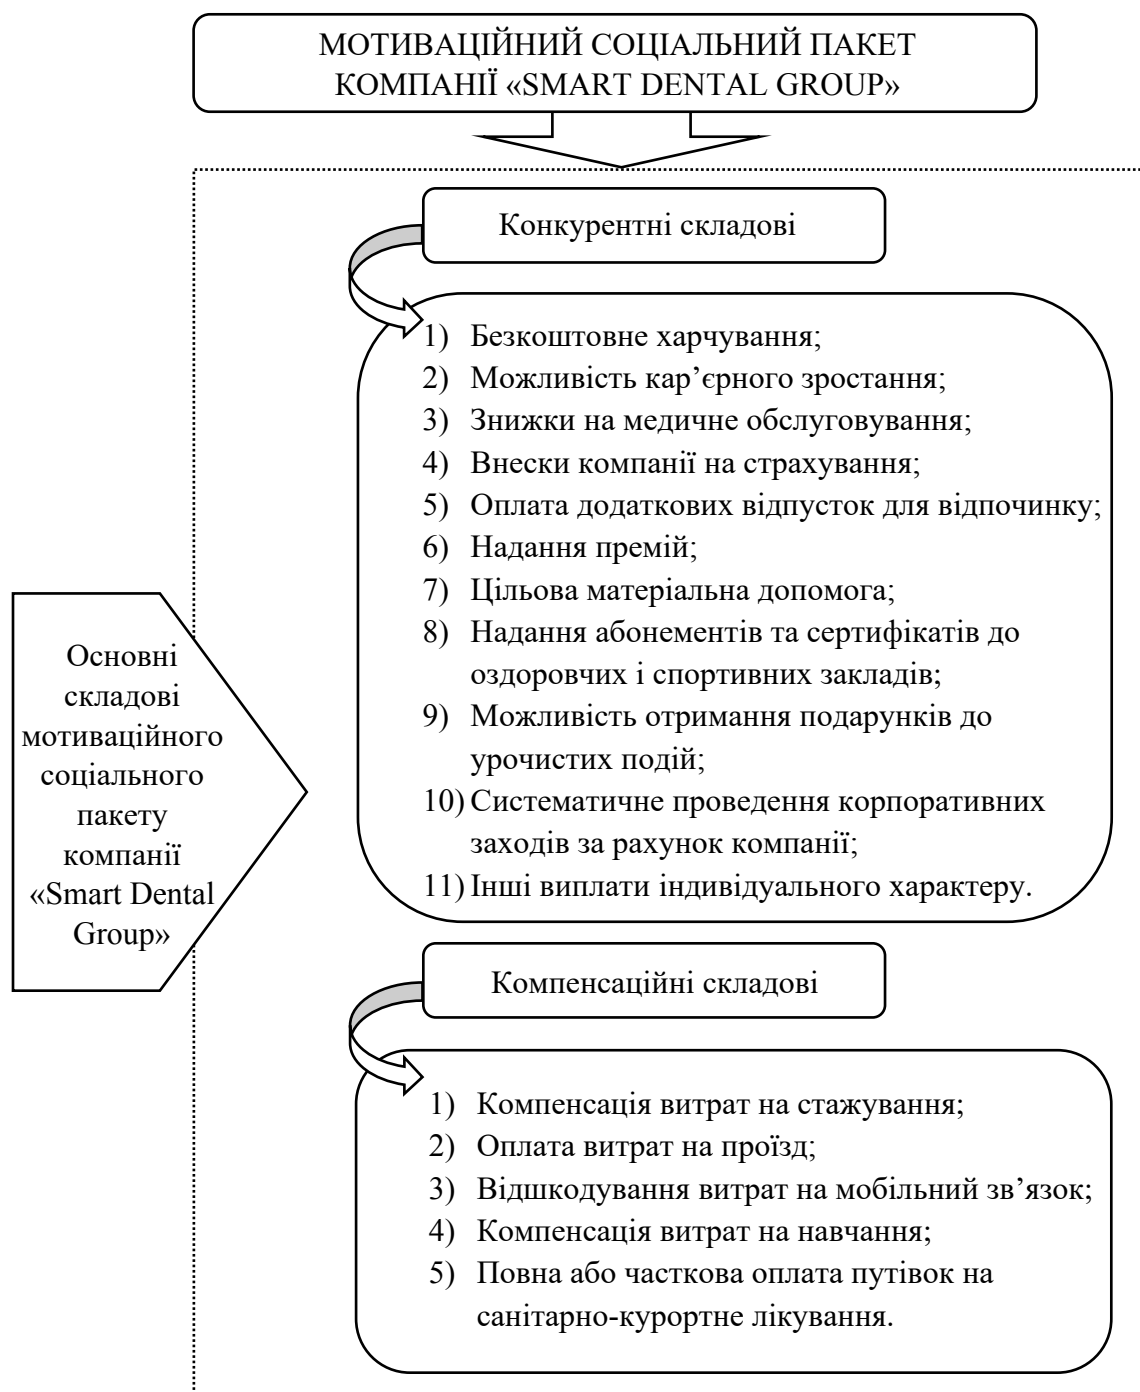 МОТИВАЦІЙНИЙ СОЦІАЛЬНИЙ ПАКЕТ
КОМПАНІЇ «SMART DENTAL GROUP»
Основні
складові
мотиваційного
соціального
пакету
компанії
«Smart Dental
Group»
Конкурентні складові
1) Безкоштовне харчування;
2) Можливість кар’єрного зростання;
3) Знижки на медичне обслуговування;
4) Внески компанії на страхування;
5) Оплата додаткових відпусток для відпочинку;
6) Надання премій;
7) Цільова матеріальна допомога;
8) Надання абонементів та сертифікатів до
оздоровчих і спортивних закладів;
9) Можливість отримання подарунків до
урочистих подій;
10) Систематичне проведення корпоративних
заходів за рахунок компанії;
11) Інші виплати індивідуального характеру.
Компенсаційні складові
1) Компенсація витрат на стажування;
2) Оплата витрат на проїзд;
3) Відшкодування витрат на мобільний зв’язок;
4) Компенсація витрат на навчання;
5) Повна або часткова оплата путівок на
санітарно-курортне лікування.